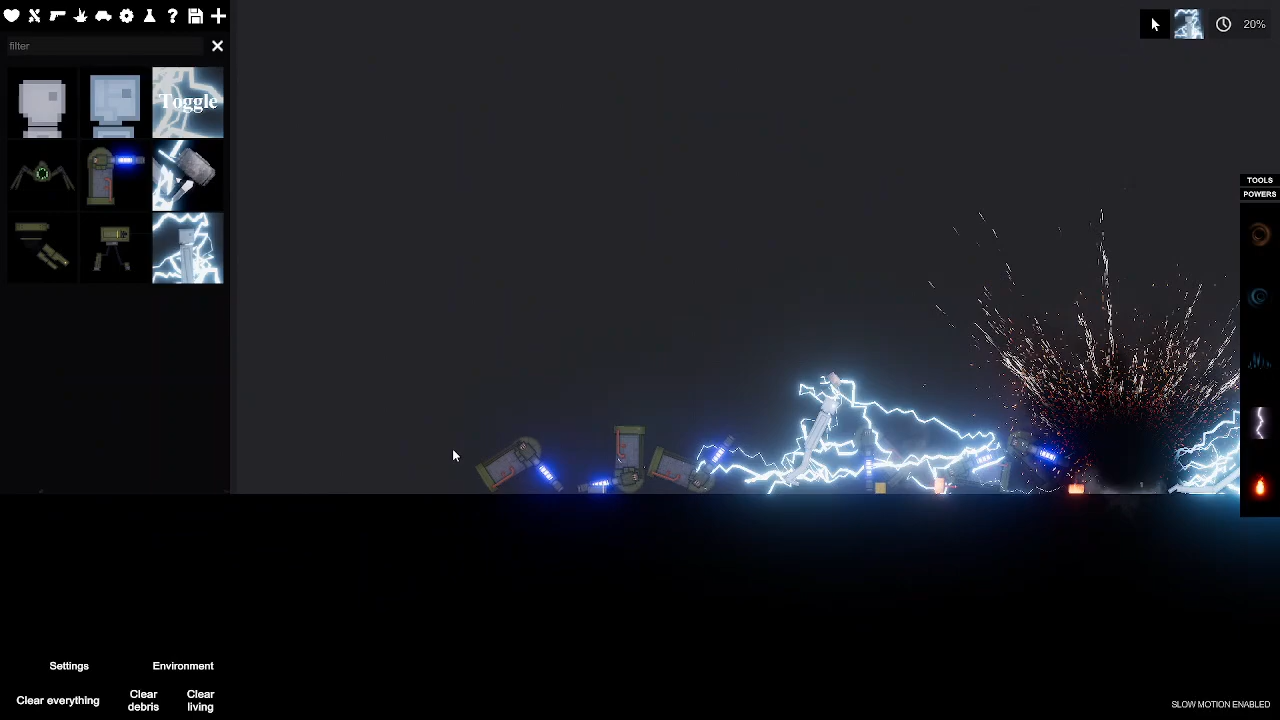 filter
20%
Toggle
TOOLS
POWERS
Settings
Environment
Clear everything
Clear
debris
Clear
living
SLOW MOTION ENABLED